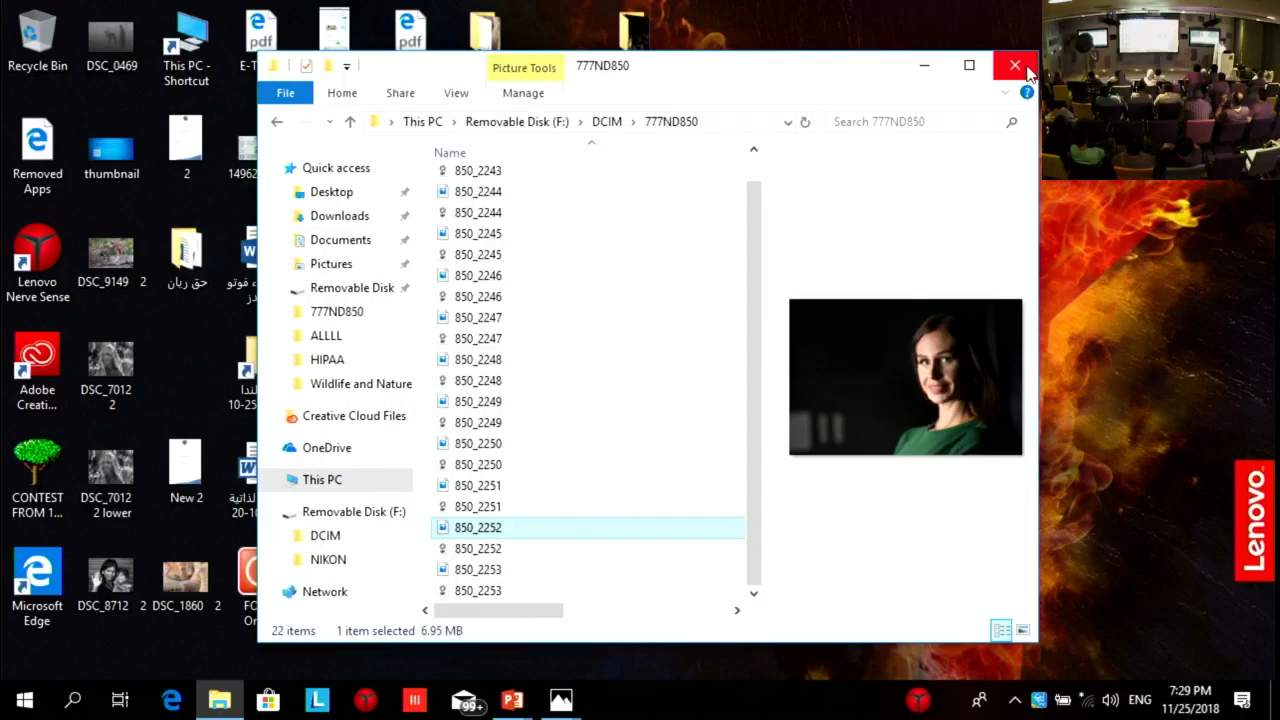 Recycle Bin
DSC_0469
This PC - Shortcut
pdf
pdf
Removed Apps
thumbnail
2
Lenovo Nerve Sense
DSC_9149 2
حق ريان
Adobe Creati...
DSC_7012 2
CONTEST FROM 1...
DSC_7012 2 lower
New 2
Microsoft Edge
DSC_8712 2
DSC_1860 2
Picture Tools
777ND850
File
Home
Share
View
Manage
This PC
Removable Disk (F:)
DCIM
777ND850
Search 777ND850
Quick access
Desktop
Downloads
Documents
Pictures
Removable Disk
777ND850
ALLLL
HIPAA
Wildlife and Nature
Creative Cloud Files
OneDrive
This PC
Removable Disk (F:)
DCIM
NIKON
Network
Name
850_2243
850_2244
850_2244
850_2245
850_2245
850_2246
850_2246
850_2247
850_2247
850_2248
850_2248
850_2249
850_2249
850_2250
850_2250
850_2251
850_2251
850_2252
850_2252
850_2253
850_2253
22 items
1 item selected 6.95 MB
Lenovo
99+
ENG
7:29 PM
11/25/2018